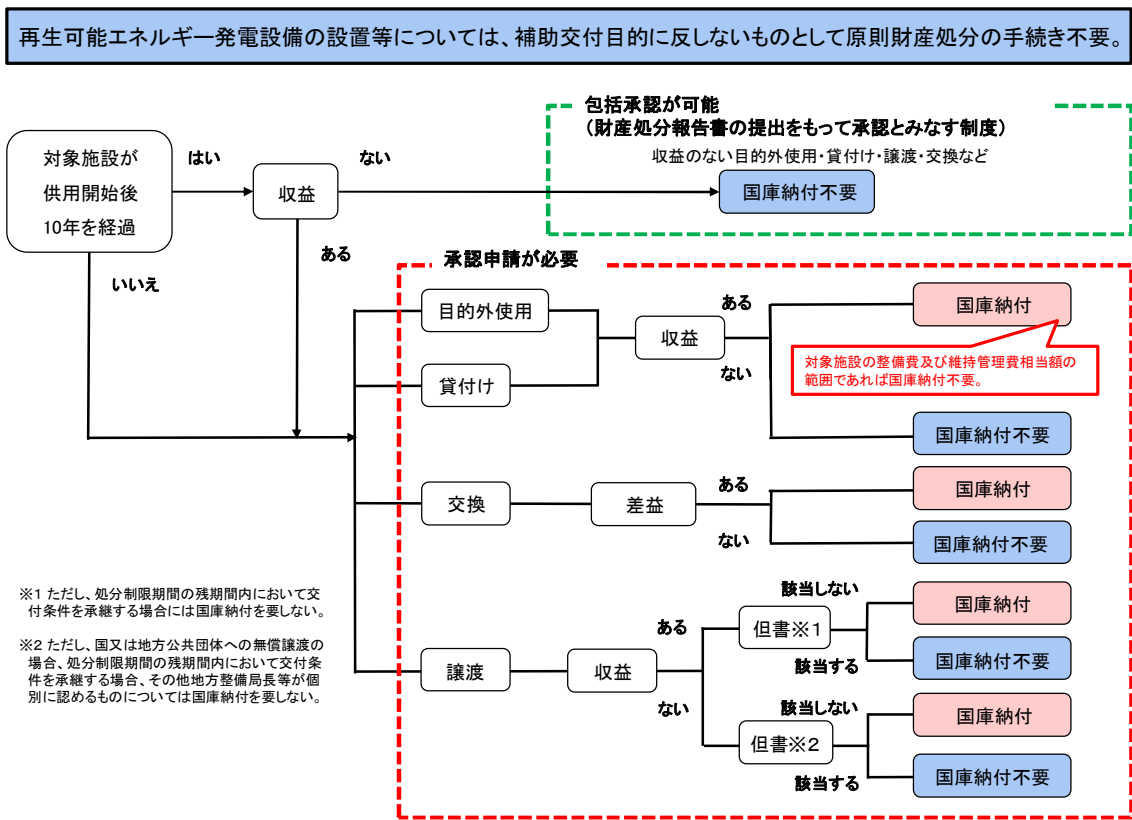 再生可能エネルギー発電設備の設置等については、補助交付目的に反しないものとして原則財産処分の手続き不要。
包括承認が可能
（財産処分報告書の提出をもって承認とみなす制度）
収益のない目的外使用・貸付け・譲渡・交換など
国庫納付不要
対象施設が
供用開始後
10年を経過
はい
収益
ない
ある
いいえ
承認申請が必要
目的外使用
貸付け
収益
ある
ない
国庫納付
対象施設の整備費及び維持管理費相当額の
範囲であれば国庫納付不要。
国庫納付不要
交換
差益
ある
ない
国庫納付
国庫納付不要
譲渡
収益
ある
ない
但書※1
該当しない
該当する
国庫納付
国庫納付不要
但書※2
該当しない
該当する
国庫納付
国庫納付不要
※1 ただし、処分制限期間の残期間内において交
付条件を承継する場合には国庫納付を要しない。
※2 ただし、国又は地方公共団体への無償譲渡の
場合、処分制限期間の残期間内において交付条
件を承継する場合、その他地方整備局長等が個
別に認めるものについては国庫納付を要しない。